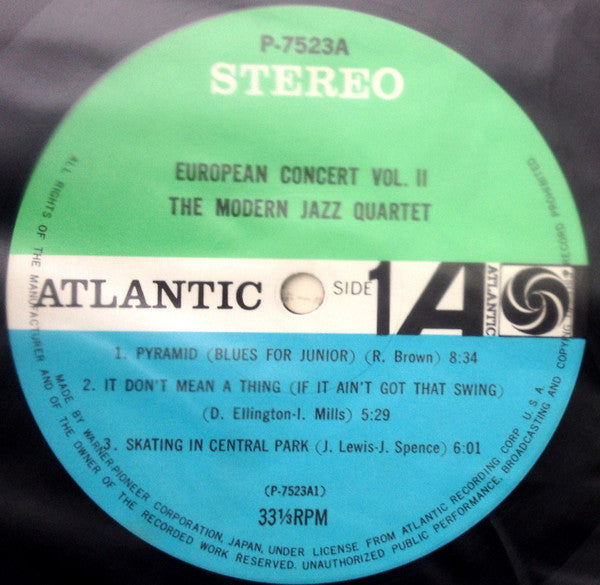 P-7523A
STEREO
EUROPEAN CONCERT VOL. II
THE MODERN JAZZ QUARTET
ATLANTIC
SIDE 1
A
ATLANTIC
1. PYRAMID (BLUES FOR JUNIOR) (R. Brown) 8:34
2. IT DON'T MEAN A THING (IF IT AIN'T GOT THAT SWING)
(D. Ellington-I. Mills) 5:29
3. SKATING IN CENTRAL PARK (J. Lewis-J. Spence) 6:01
(P-7523A1)
33⅓RPM
MADE BY WARNER-PIONEER CORPORATION, JAPAN, UNDER LICENSE FROM ATLANTIC RECORDING CORP. U.S.A.
ALL RIGHTS OF THE MANUFACTURER AND OF THE OWNER OF THE RECORDED WORK RESERVED. UNAUTHORIZED PUBLIC PERFORMANCE, BROADCASTING AND COPYING PROHIBITED